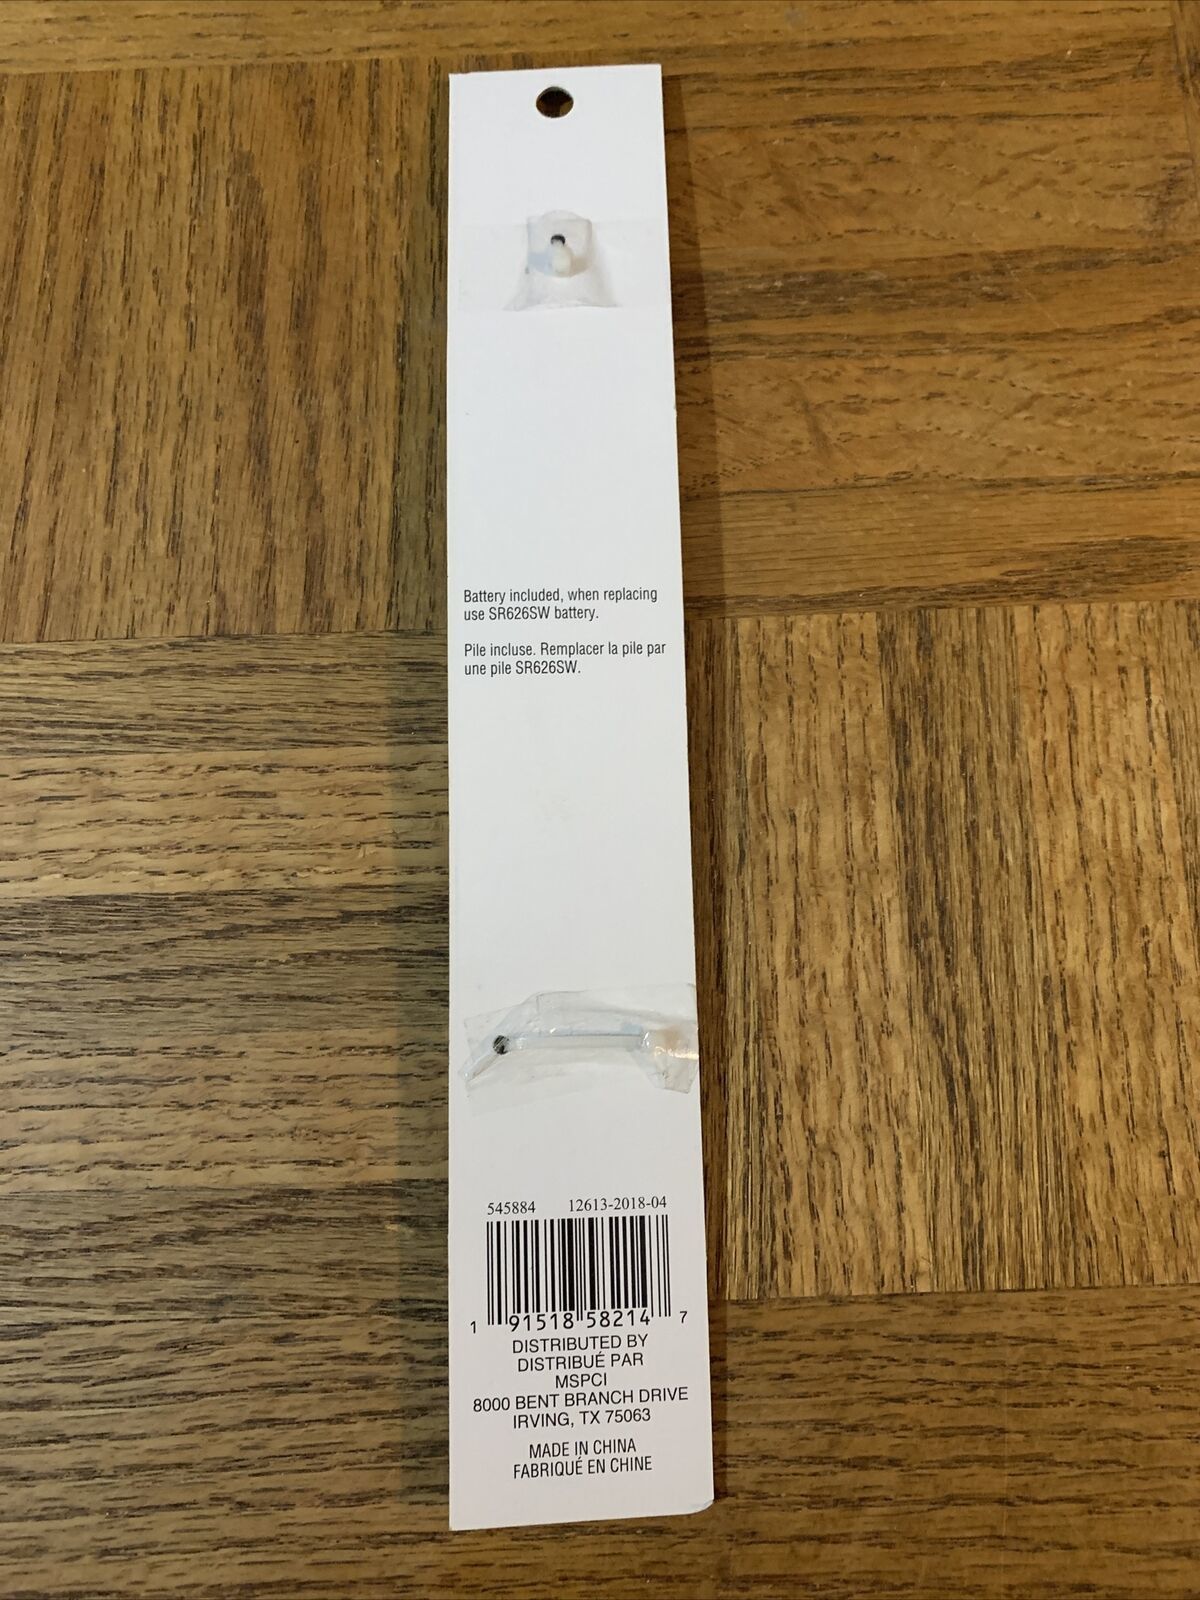 Battery included, when replacing
use SR626SW battery.
Pile incluse. Remplacer la pile par
une pile SR626SW.
545884 12613-2018-04
1 91518 58214 7
DISTRIBUTED BY
DISTRIBUÉ PAR
MSPCI
8000 BENT BRANCH DRIVE
IRVING, TX 75063
MADE IN CHINA
FABRIQUÉ EN CHINE